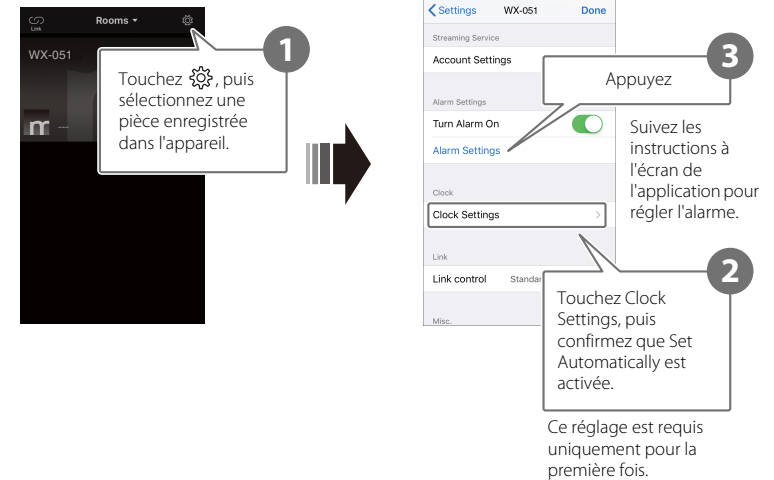 Link
Rooms
WX-051
m ---
1
Touchez , puis
sélectionnez une
pièce enregistrée
dans l'appareil.
Settings WX-051 Done
Streaming Service
Account Settings
3
Appuyez
Alarm Settings
Turn Alarm On
Alarm Settings
Suivez les
instructions à
l'écran de
l'application pour
régler l'alarme.
Clock
Clock Settings
Link
Link control Standar
Misc.
2
Touchez Clock
Settings, puis
confirmez que Set
Automatically est
activée.
Ce réglage est requis
uniquement pour la
première fois.